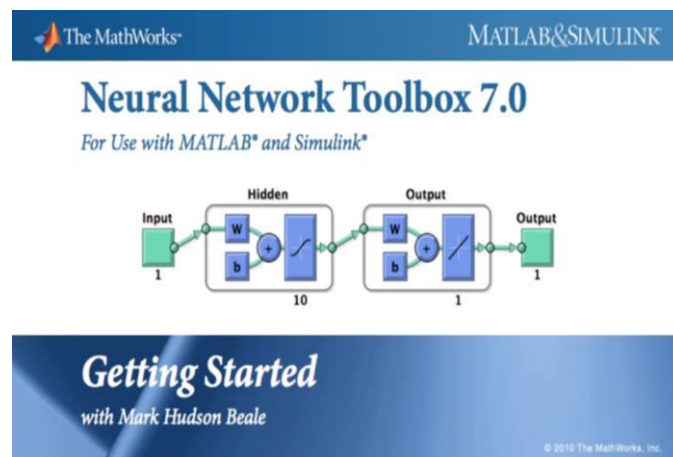 The MathWorks™
MATLAB&SIMULINK
Neural Network Toolbox 7.0
For Use with MATLAB® and Simulink®
Hidden
Output
Input
Output
W
W
+
+
b
b
1
1
10
1
Getting Started
with Mark Hudson Beale
© 2010 The MathWorks, Inc.